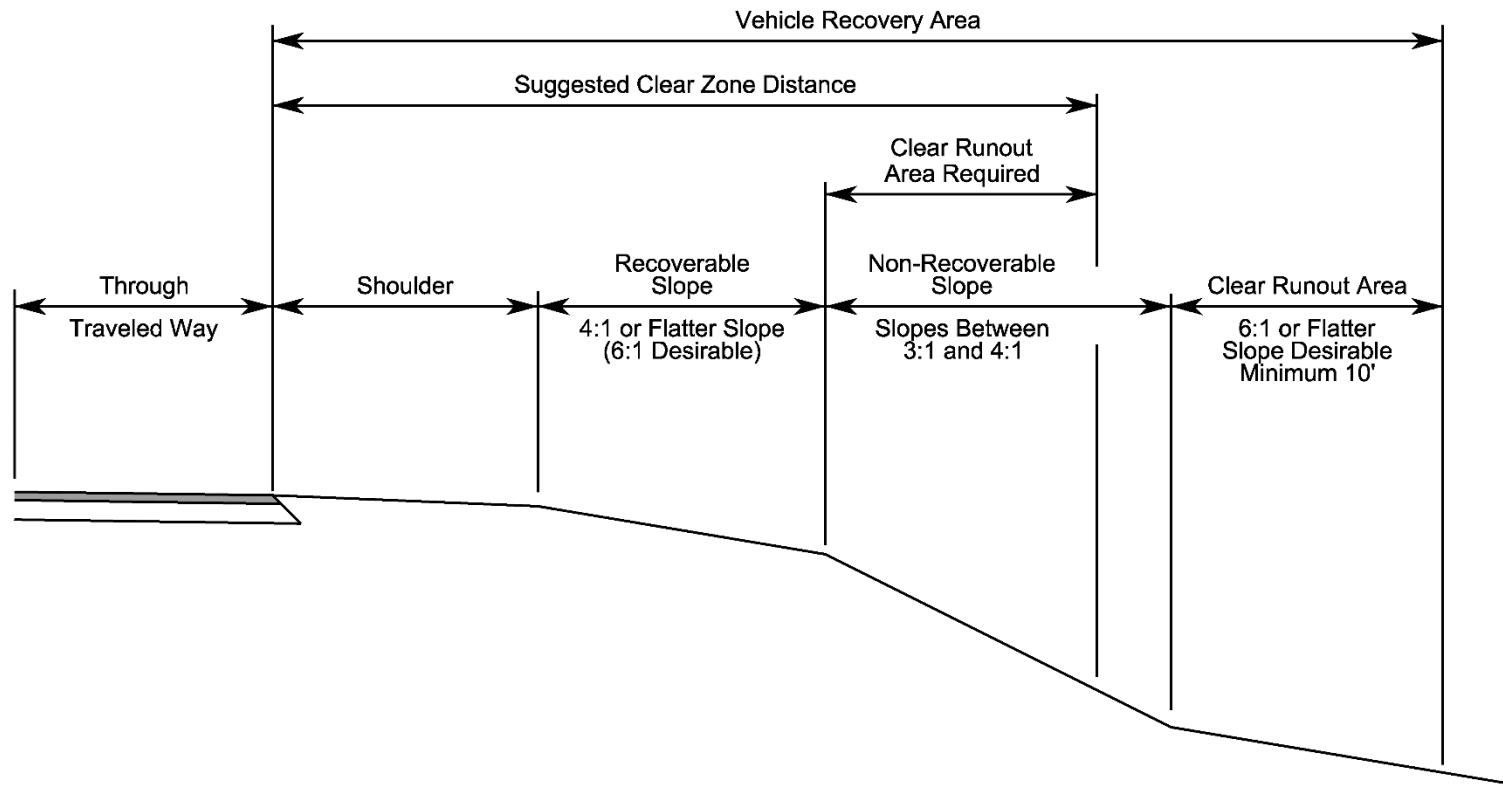 Vehicle Recovery Area
Suggested Clear Zone Distance
Clear Runout
Area Required
Through
Traveled Way
Shoulder
Recoverable
Slope
4:1 or Flatter Slope
(6:1 Desirable)
Non-Recoverable
Slope
Slopes Between
3:1 and 4:1
Clear Runout Area
6:1 or Flatter
Slope Desirable
Minimum 10'